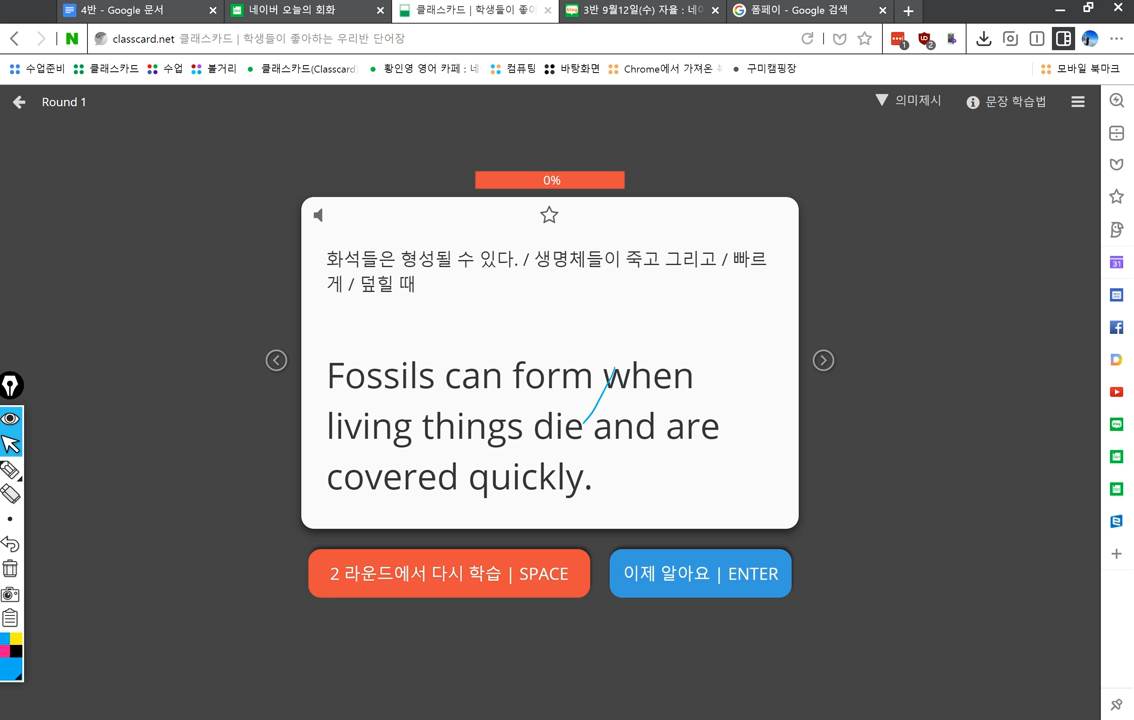 4반 - Google 문서
네이버 오늘의 회화
클래스카드 | 학생들이 좋아
3반 9월12일(수) 자율 : 네이
품페이 - Google 검색
N classcard.net 클래스카드 | 학생들이 좋아하는 우리반 단어장
수업준비 클래스카드 수업 볼거리 클래스카드(Classcard 황인영 영어 카페 : 네 컴퓨팅 바탕화면 Chrome에서 가져온 구미캠핑장 모바일 북마크
Round 1
의미제시 문장 학습법
0%
화석들은 형성될 수 있다. / 생명체들이 죽고 그리고 / 빠르
게 / 덮힐 때
Fossils can form when
living things die and are
covered quickly.
2 라운드에서 다시 학습 | SPACE
이제 알아요 | ENTER